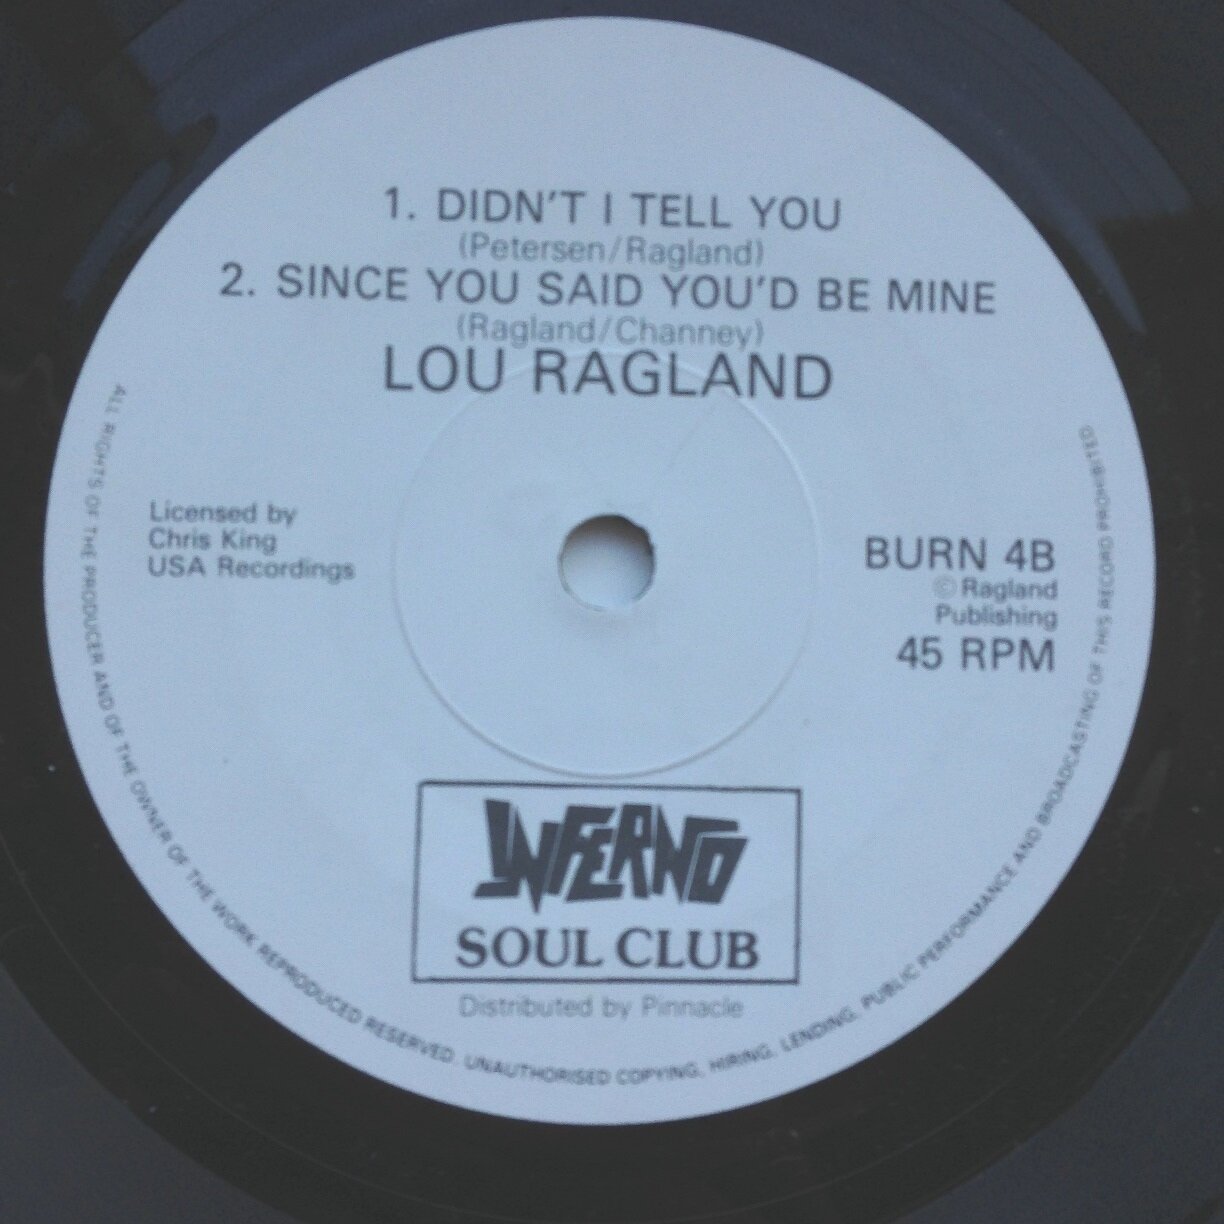 1. DIDN'T I TELL YOU
(Petersen/Ragland)
2. SINCE YOU SAID YOU'D BE MINE
(Ragland/Channey)
LOU RAGLAND
Licensed by
Chris King
USA Recordings
BURN 4B
© Ragland
Publishing
45 RPM
INFERNO
SOUL CLUB
Distributed by Pinnacle
ALL RIGHTS OF THE PRODUCER AND OF THE OWNER OF THE WORK REPRODUCED RESERVED. UNAUTHORISED COPYING, HIRING, LENDING, PUBLIC PERFORMANCE AND BROADCASTING OF THIS RECORD PROHIBITED